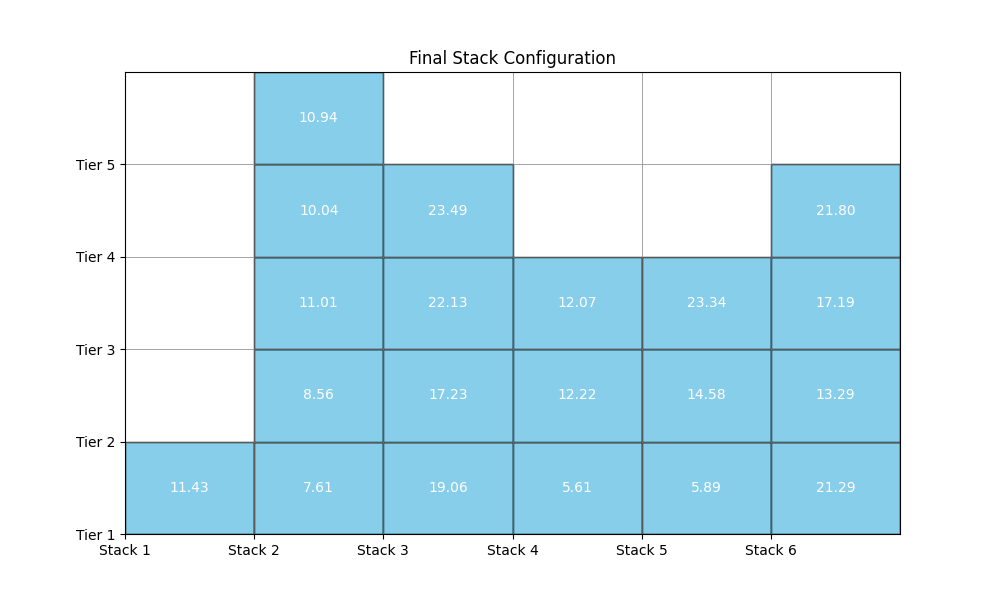 Final Stack Configuration
10.94
Tier 5
10.04 23.49 21.80
Tier 4
11.01 22.13 12.07 23.34 17.19
Tier 3
8.56 17.23 12.22 14.58 13.29
Tier 2
11.43 7.61 19.06 5.61 5.89 21.29
Tier 1
Stack 1 Stack 2 Stack 3 Stack 4 Stack 5 Stack 6